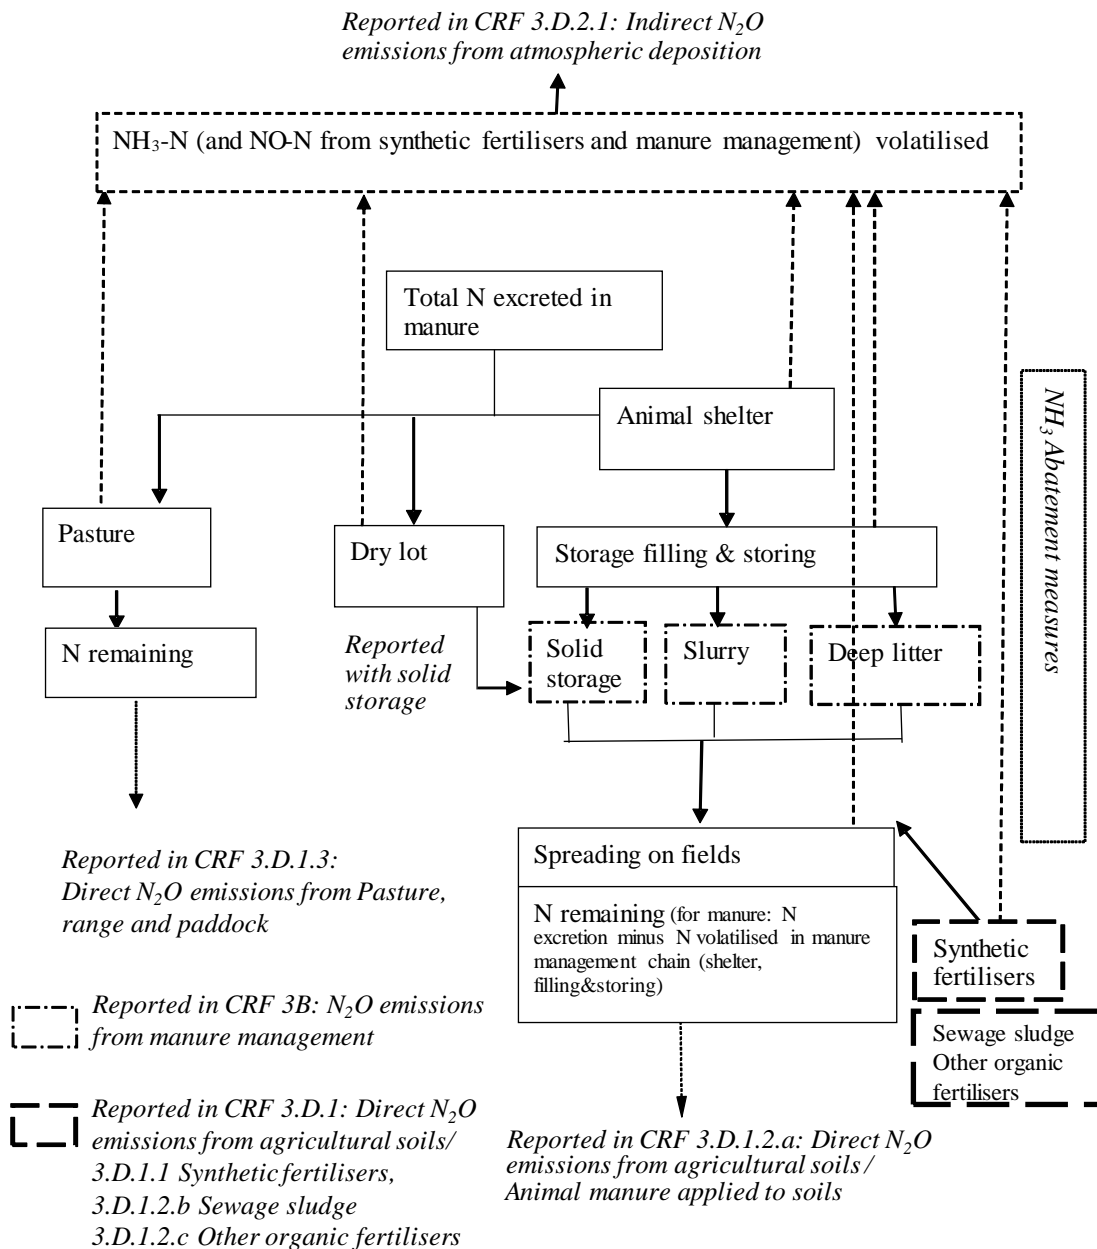 Reported in CRF 3.D.2.1: Indirect N₂O
emissions from atmospheric deposition
NH₃-N (and NO-N from synthetic fertilisers and manure management) volatilised
Total N excreted in
manure
Animal shelter
NH₃ Abatement measures
Pasture
Dry lot
Storage filling & storing
N remaining
Reported
with solid
storage
Solid
storage
Slurry
Deep litter
Spreading on fields
Reported in CRF 3.D.1.3:
Direct N₂O emissions from Pasture,
range and paddock
N remaining (for manure: N
excretion minus N volatilised in manure
management chain (shelter,
filling&storing)
Synthetic
fertilisers
Sewage sludge
Other organic
fertilisers
Reported in CRF 3B: N₂O emissions
from manure management
Reported in CRF 3.D.1: Direct N₂O
emissions from agricultural soils/
3.D.1.1 Synthetic fertilisers,
3.D.1.2.b Sewage sludge
3.D.1.2.c Other organic fertilisers
Reported in CRF 3.D.1.2.a: Direct N₂O
emissions from agricultural soils/
Animal manure applied to soils